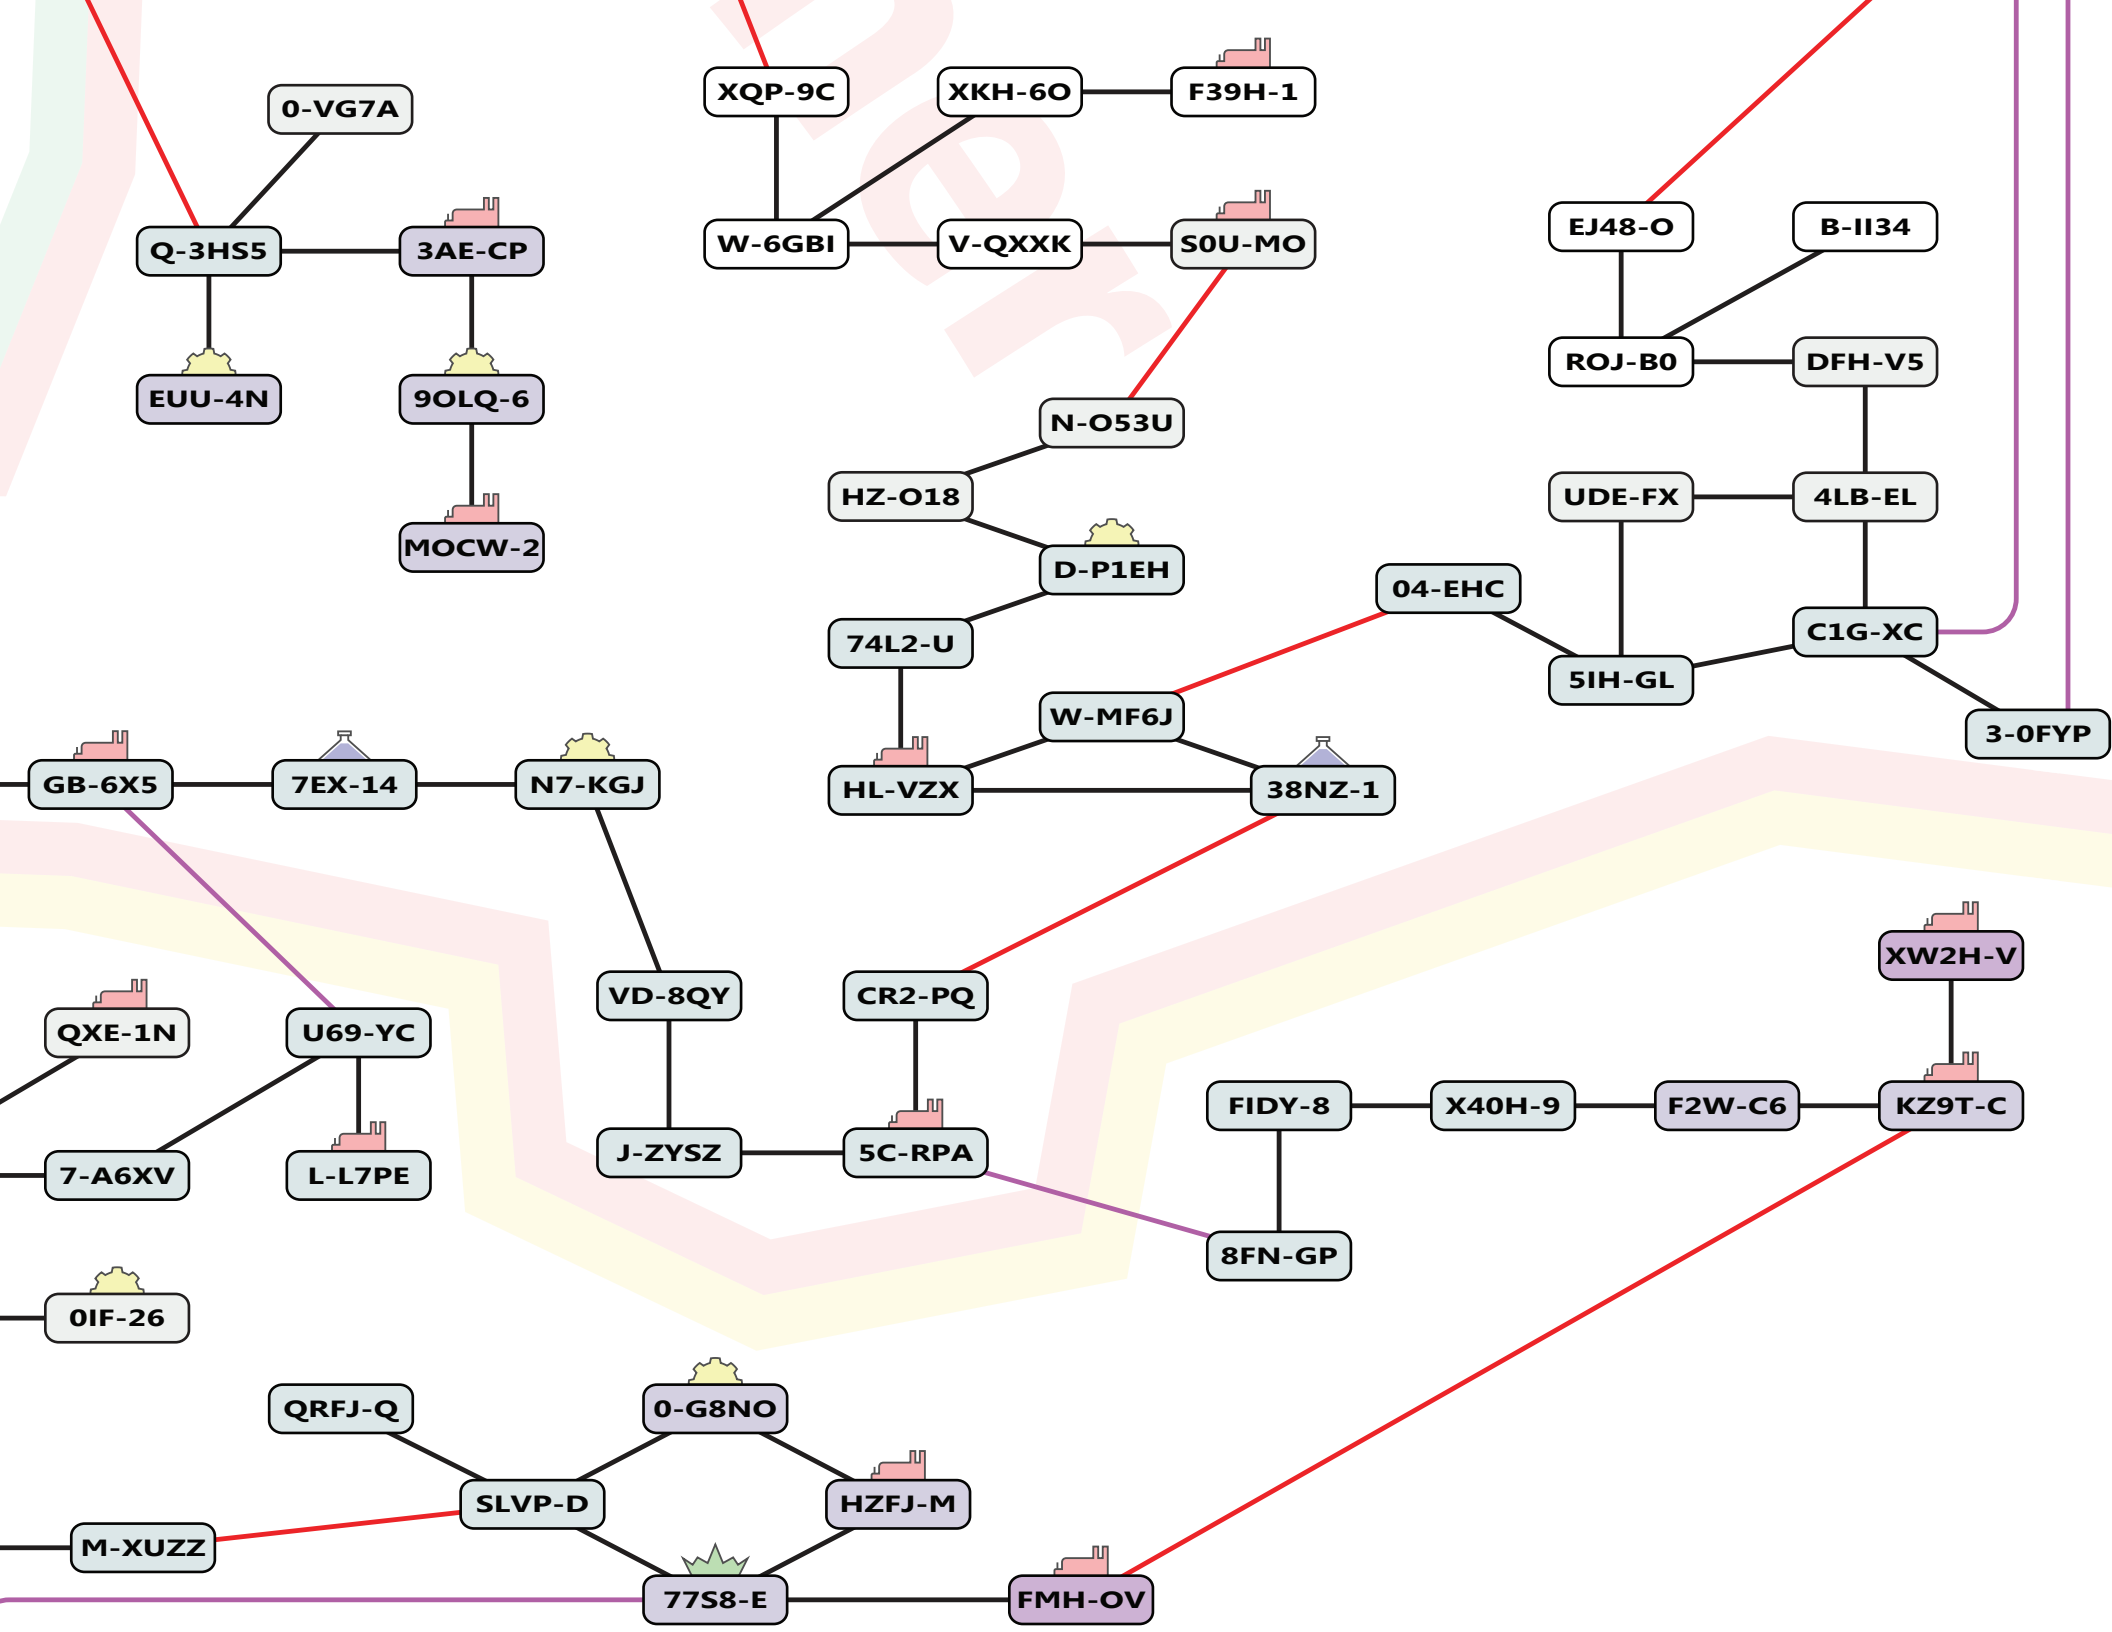 XQP-9C
XKH-6O
F39H-1
0-VG7A
Q-3HS5
3AE-CP
W-6GBI
V-QXXK
S0U-MO
EJ48-O
B-II34
EUU-4N
9OLQ-6
N-O53U
ROJ-B0
DFH-V5
HZ-O18
UDE-FX
4LB-EL
MOCW-2
D-P1EH
04-EHC
74L2-U
C1G-XC
5IH-GL
W-MF6J
3-0FYP
GB-6X5
7EX-14
N7-KGJ
HL-VZX
38NZ-1
XW2H-V
VD-8QY
CR2-PQ
QXE-1N
U69-YC
FIDY-8
X40H-9
F2W-C6
KZ9T-C
J-ZYSZ
5C-RPA
7-A6XV
L-L7PE
8FN-GP
0IF-26
QRFJ-Q
0-G8NO
SLVP-D
HZFJ-M
M-XUZZ
77S8-E
FMH-OV